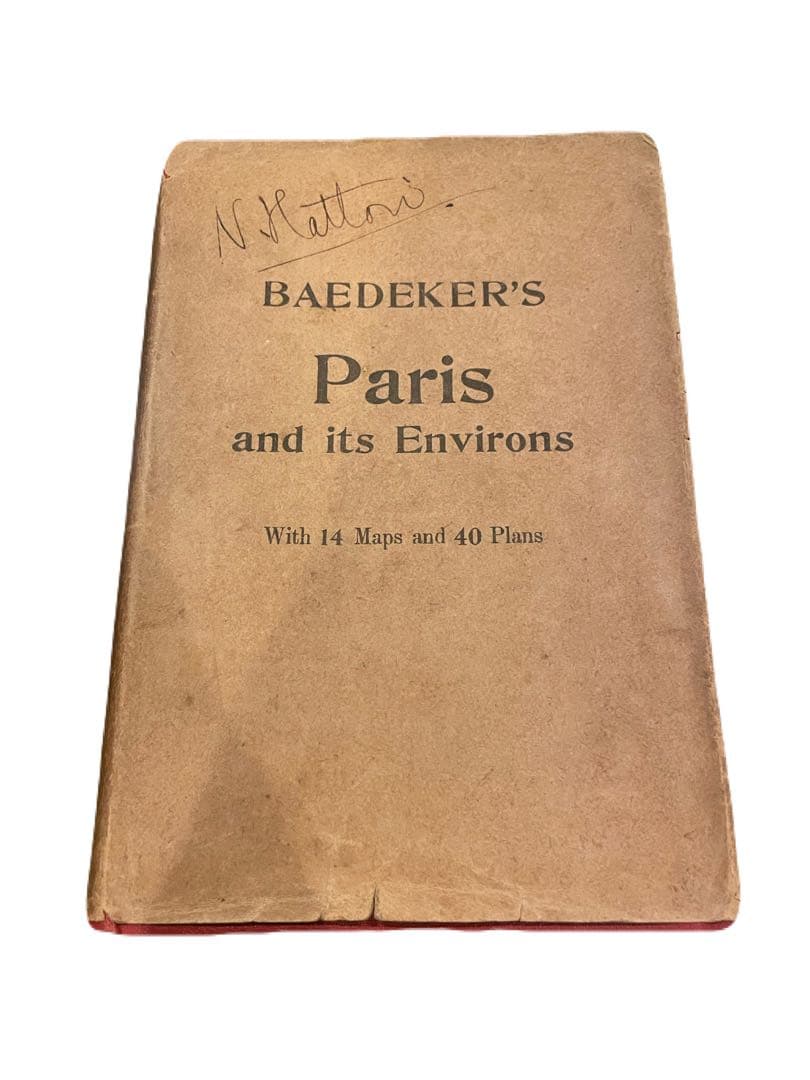 N. Hattori.
BAEDEKER'S
Paris
and its Environs
With 14 Maps and 40 Plans